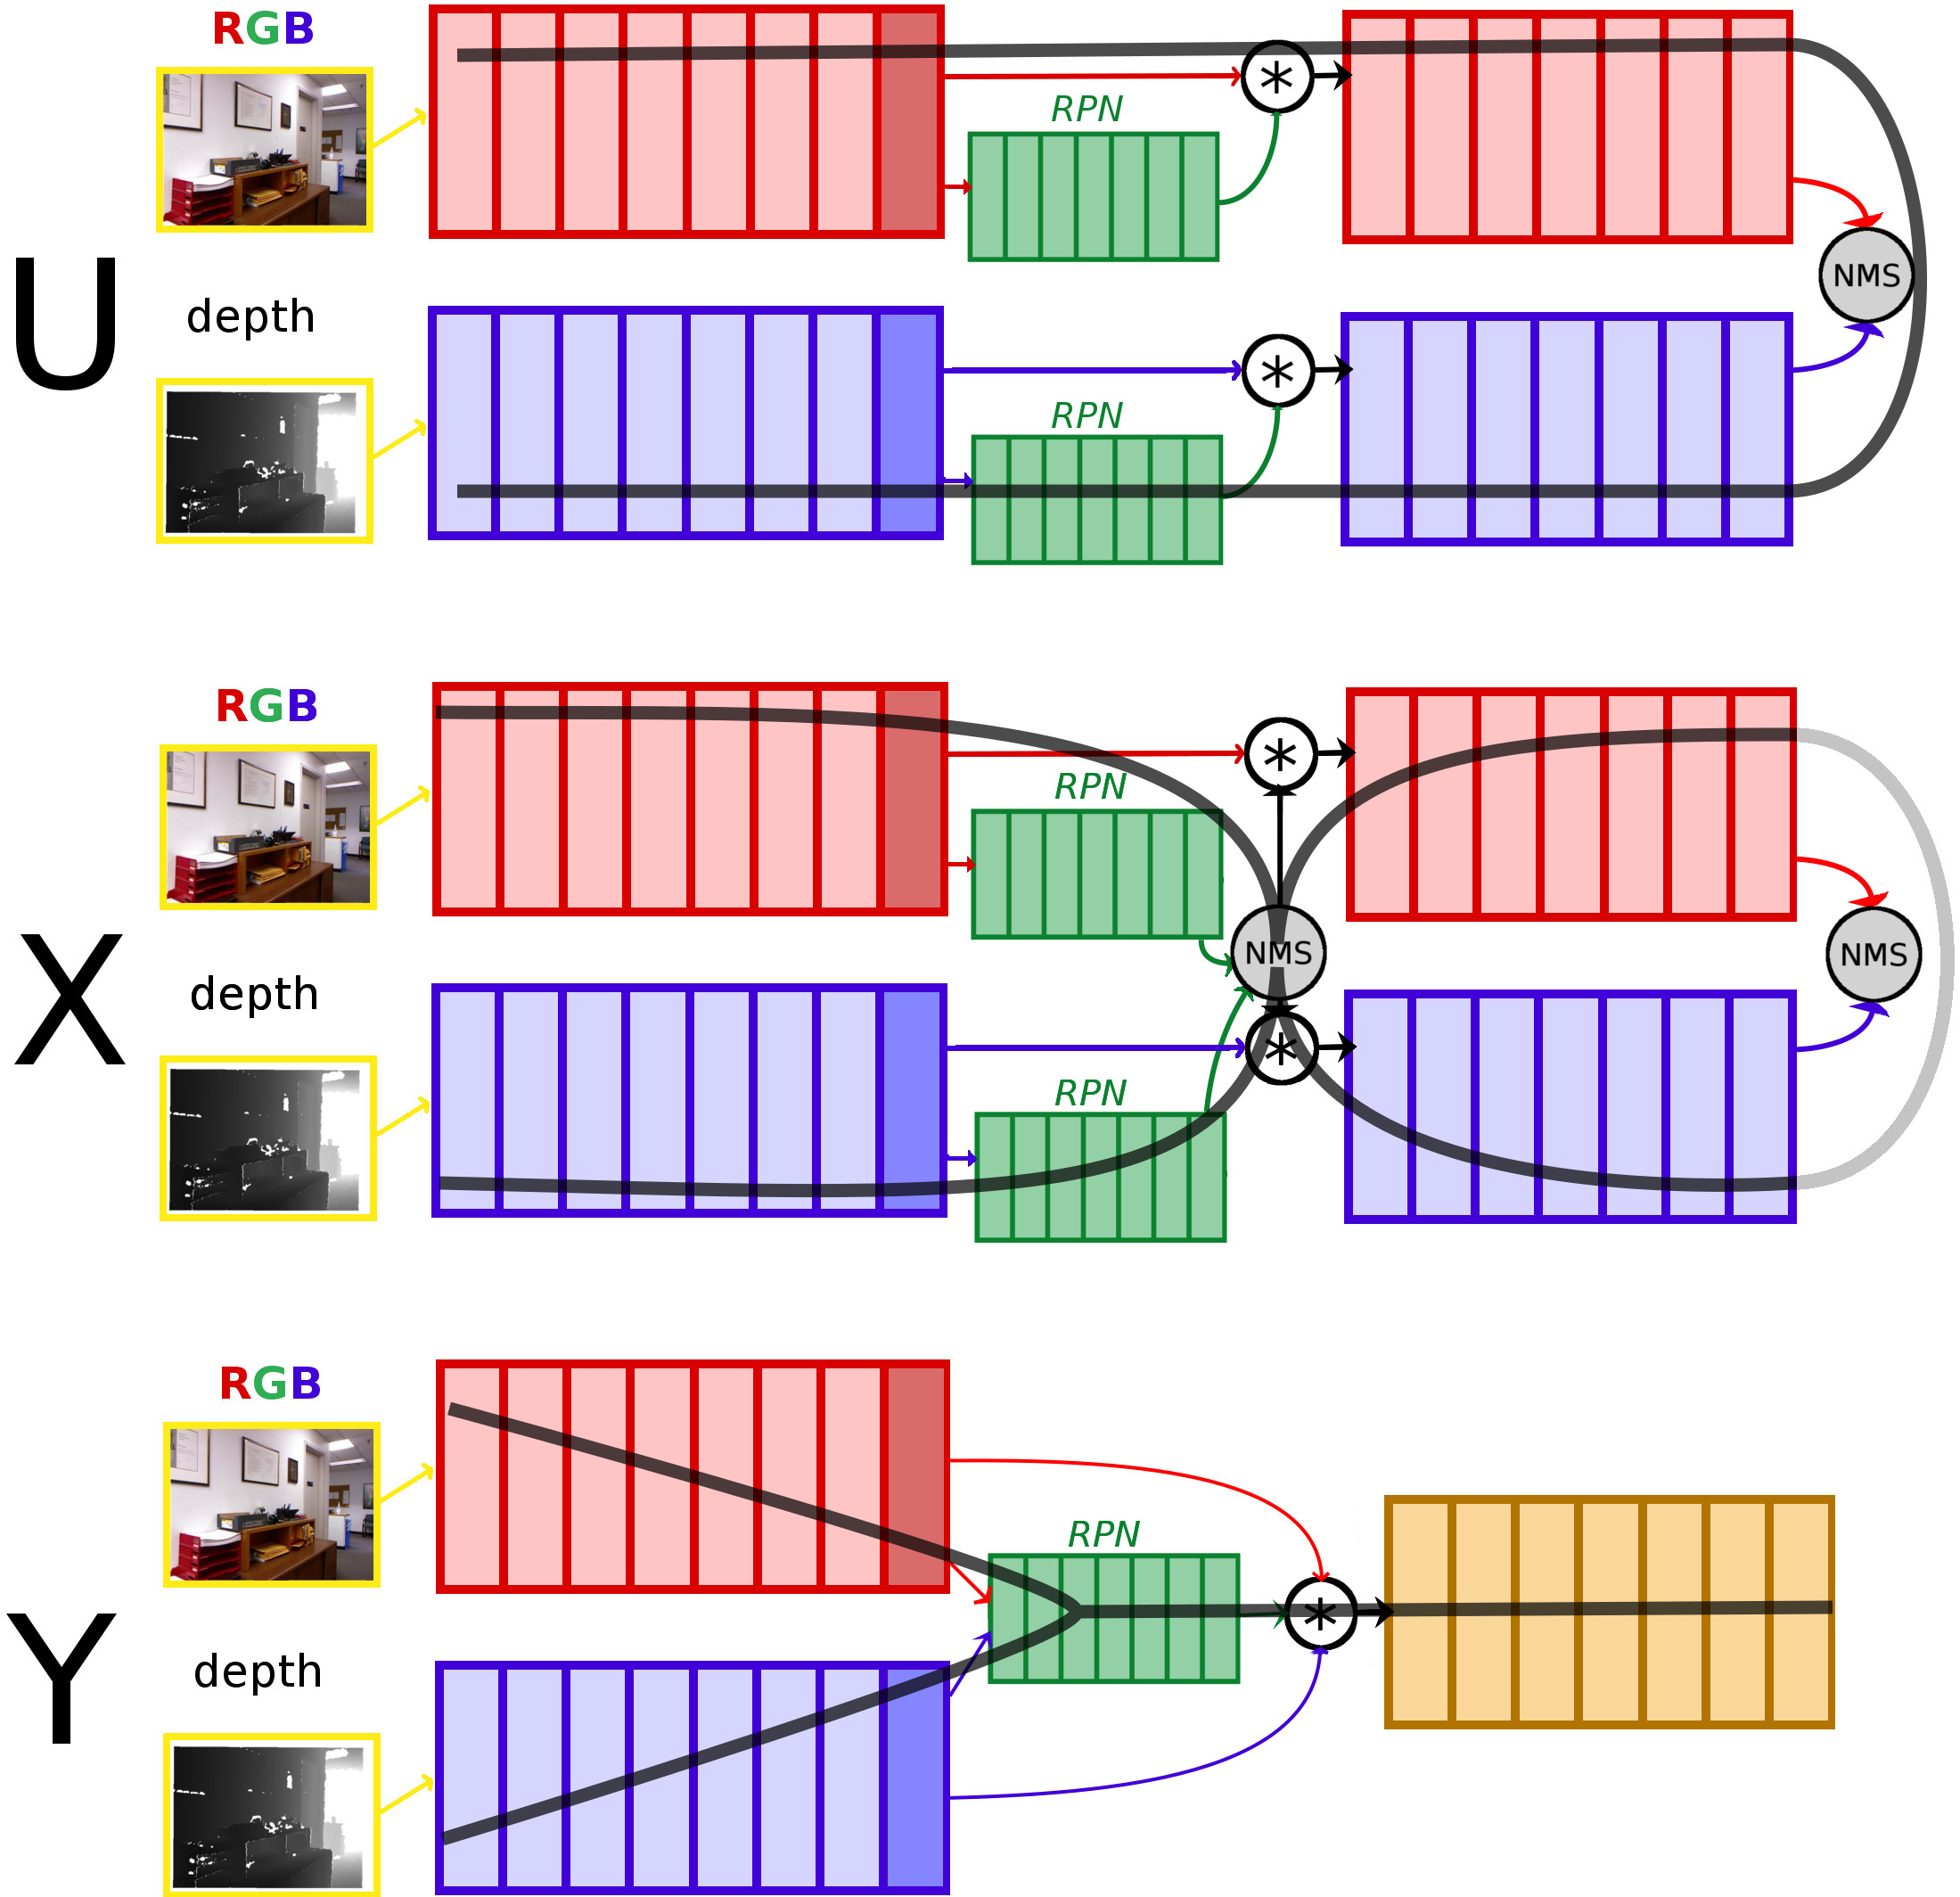 RGB
RPN
*
U
depth
NMS
RPN
*
RGB
RPN
*
X
depth
NMS
NMS
RPN
*
RGB
RPN
*
Y
depth